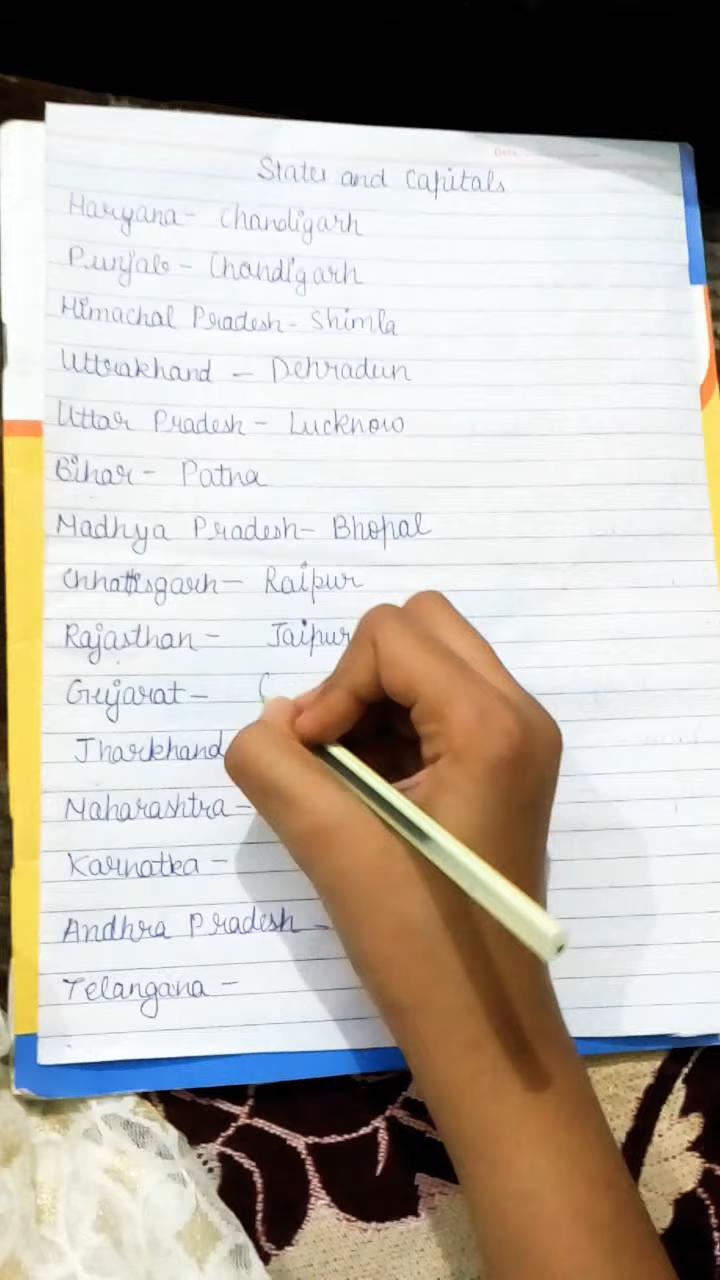 Date
States and Capitals
Haryana- Chandigarh
Punjab - Chandigarh
Himachal Pradesh- Shimla
Uttrakhand - Dehradun
Uttar Pradesh - Lucknow
Bihar - Patna
Madhya Pradesh- Bhopal
Chhattisgarh- Raipur
Rajasthan - Jaipur
Gujarat-
Jharkhand
Maharashtra-
Karnatka -
Andhra Pradesh -
Telangana -